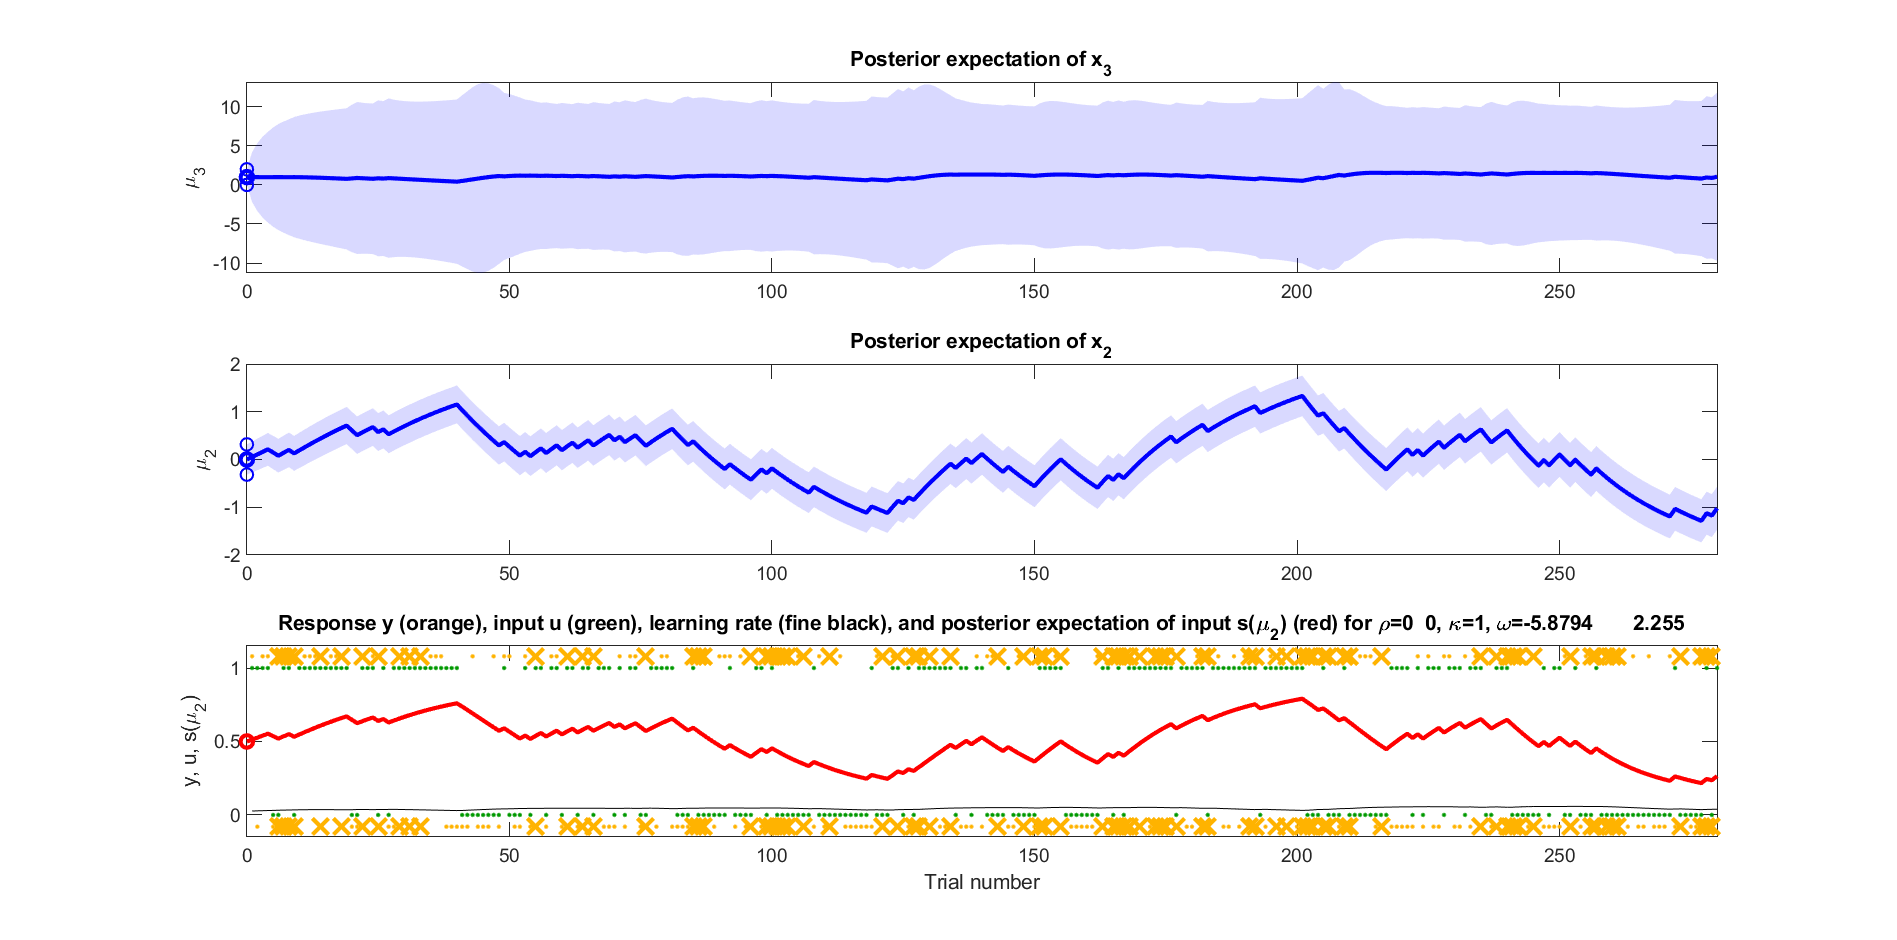 Posterior expectation of x3
μ3
10
5
0
-5
-10
0 50 100 150 200 250
Posterior expectation of x2
μ2
2
1
0
-1
-2
0 50 100 150 200 250
Response y (orange), input u (green), learning rate (fine black), and posterior expectation of input s(μ2) (red) for ρ=0 0, κ=1, ω=-5.8794 2.255
y, u, s(μ2)
1
0.5
0
0 50 100 150 200 250
Trial number